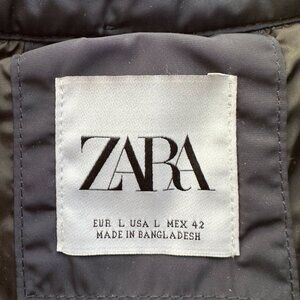 ZARA
EUR L USA L MEX 42
MADE IN BANGLADESH